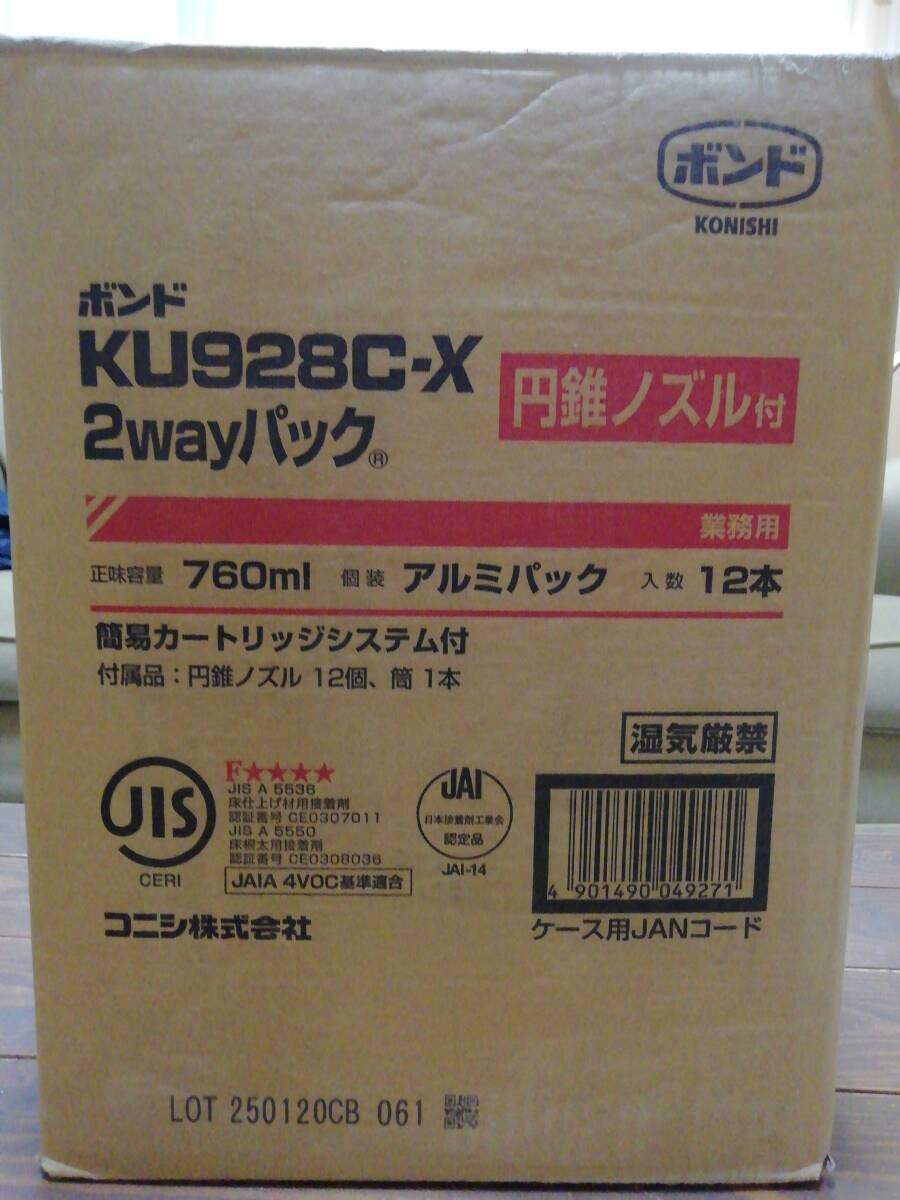 ボンド
KONISHI
ボンド
KU928C-X
2wayパック®
円錐ノズル付
業務用
正味容量 760ml 個装 アルミパック 入数 12本
簡易カートリッジシステム付
付属品：円錐ノズル 12個、筒 1本
湿気厳禁
JIS
CERI
F★★★★
JIS A 5536
床仕上げ材用接着剤
認証番号 CE0307011
JIS A 5550
床根太用接着剤
認証番号 CE0308036
JAIA 4VOC基準適合
JAI
日本接着剤工業会
認定品
JAI-14
4 901490 049271
ケース用JANコード
コニシ株式会社
LOT 250120CB 061